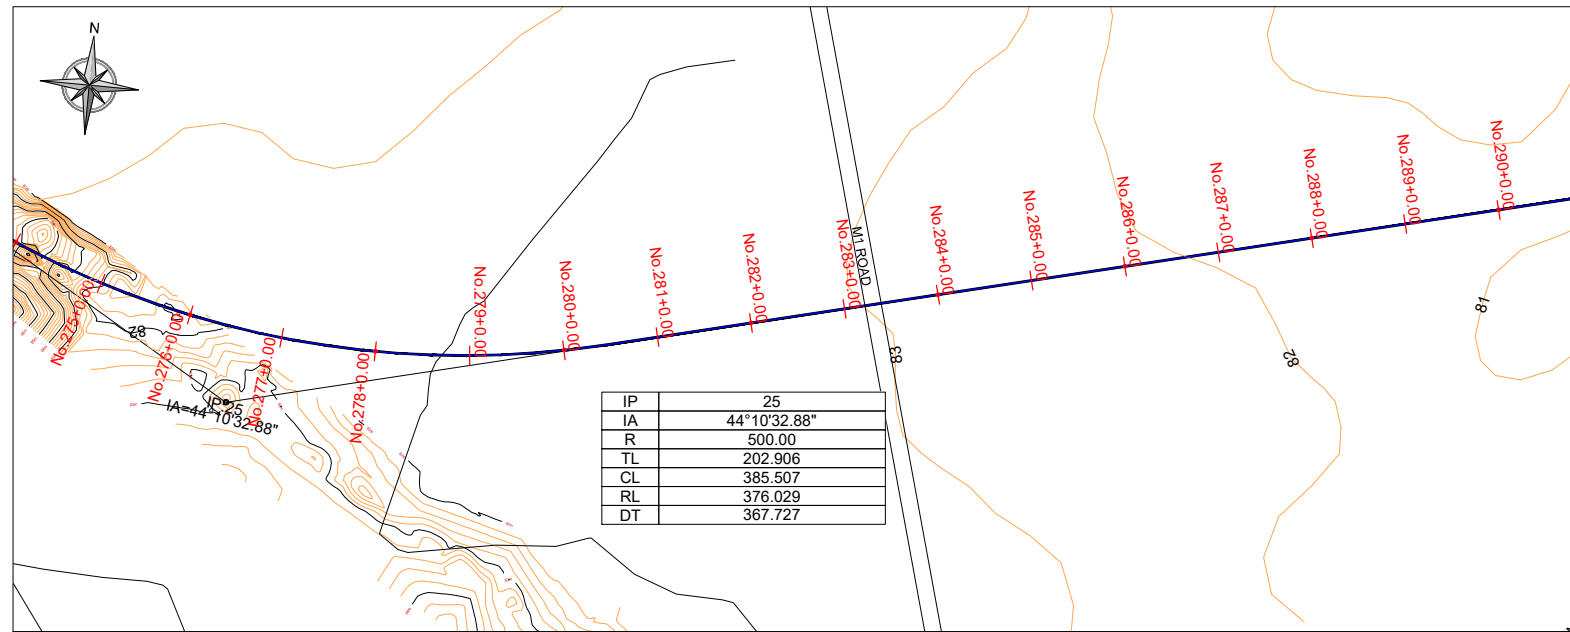 N
No.275+0.00
No.276+0.00
No.277+0.00
No.278+0.00
No.279+0.00
No.280+0.00
No.281+0.00
No.282+0.00
No.283+0.00
No.284+0.00
No.285+0.00
No.286+0.00
No.287+0.00
No.288+0.00
No.289+0.00
No.290+0.00
M1 ROAD
82
83
82
81
IP.25
IA=44°10'32.88"
IP 25
IA 44°10'32.88"
R 500.00
TL 202.906
CL 385.507
RL 376.029
DT 367.727